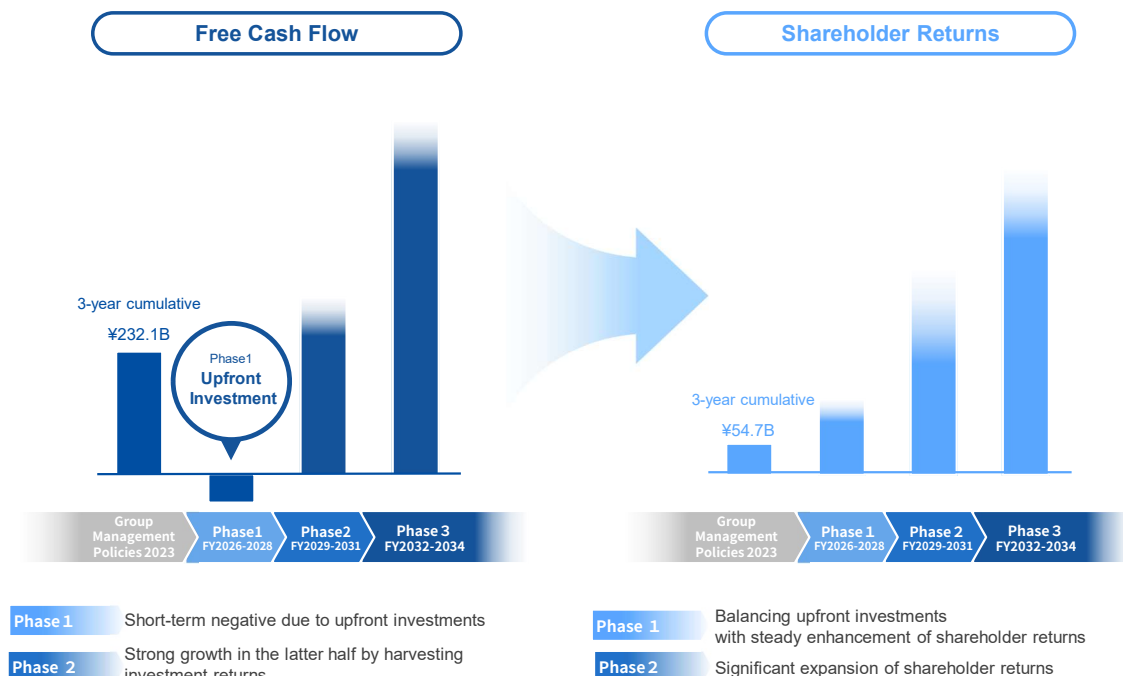 Free Cash Flow
3-year cumulative
¥232.1B
Phase1
Upfront
Investment
Group
Management
Policies 2023
Phase1
FY2026-2028
Phase2
FY2029-2031
Phase 3
FY2032-2034
Phase 1
Short-term negative due to upfront investments
Phase 2
Strong growth in the latter half by harvesting
investment returns
Shareholder Returns
3-year cumulative
¥54.7B
Group
Management
Policies 2023
Phase 1
FY2026-2028
Phase 2
FY2029-2031
Phase 3
FY2032-2034
Phase 1
Balancing upfront investments
with steady enhancement of shareholder returns
Phase 2
Significant expansion of shareholder returns